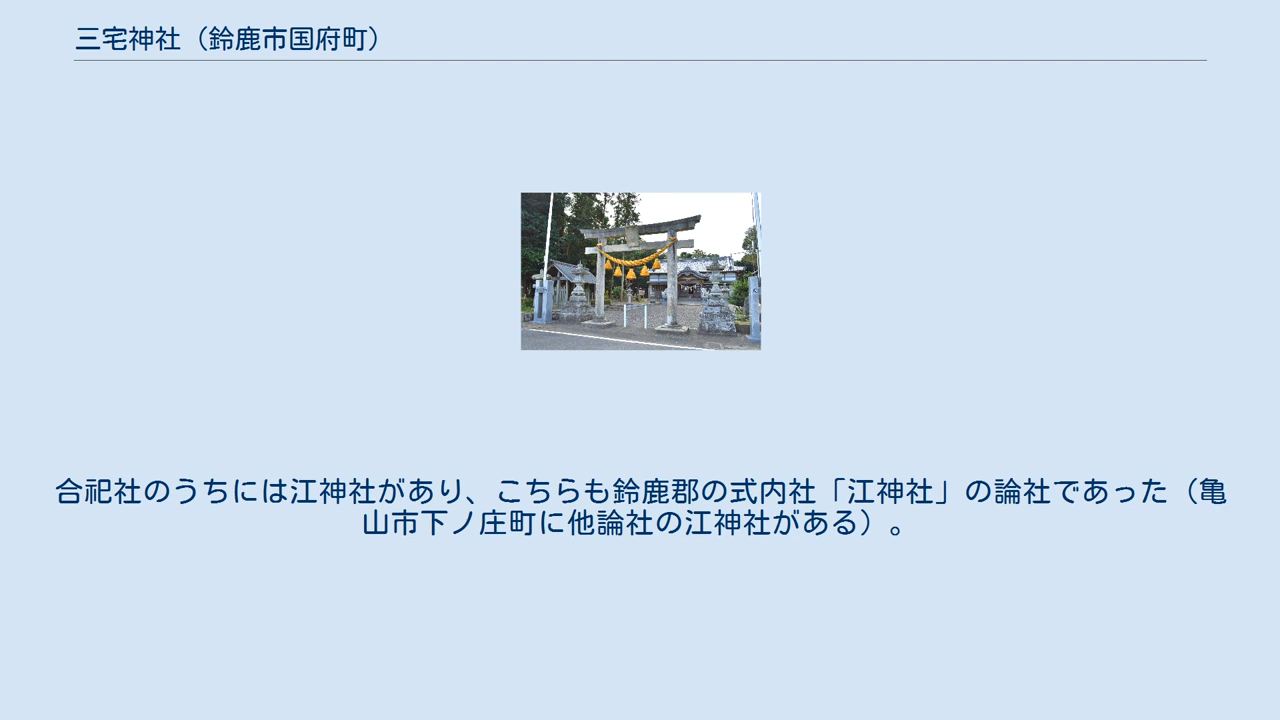 三宅神社（鈴鹿市国府町）
合祀社のうちには江神社があり、こちらも鈴鹿郡の式内社「江神社」の論社であった（亀
山市下ノ庄町に他論社の江神社がある）。